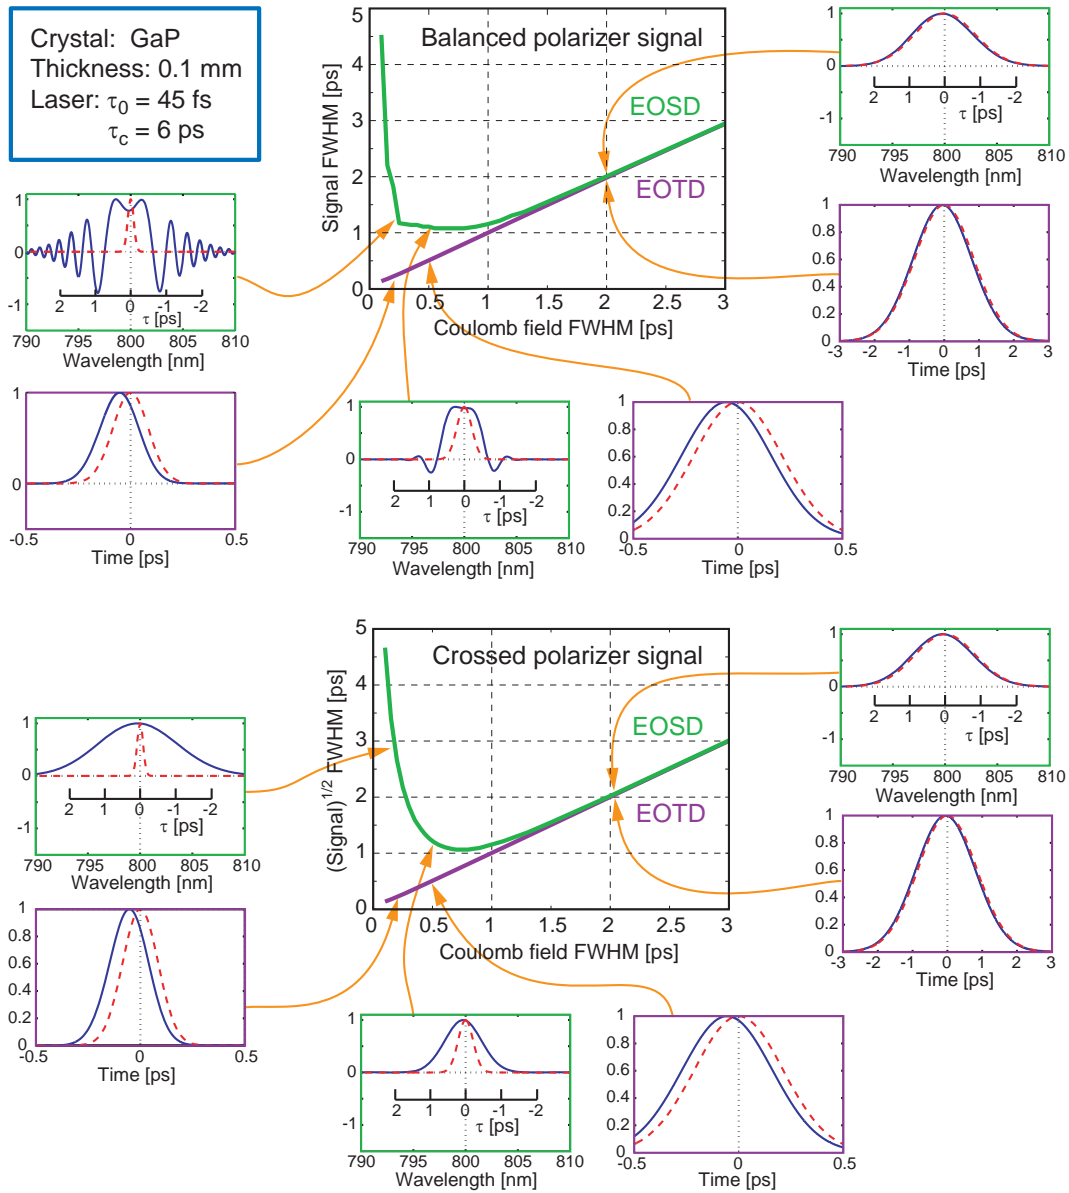 Crystal: GaP
Thickness: 0.1 mm
Laser: τ0 = 45 fs
τc = 6 ps
Balanced polarizer signal
EOSD
EOTD
Signal FWHM [ps]
5
4
3
2
1
0
0 0.5 1 2 3
Coulomb field FWHM [ps]
1
0
-1
2 1 0 -1 -2
τ [ps]
790 795 800 805 810
Wavelength [nm]
1
0.8
0.6
0.4
0.2
0
-3 -2 -1 0 1 2 3
Time [ps]
1
0
-1
2 1 0 -1 -2
τ [ps]
790 795 800 805 810
Wavelength [nm]
1
0
-0.5 0 0.5
Time [ps]
1
0
-1
2 1 0 -1 -2
τ [ps]
790 795 800 805 810
Wavelength [nm]
1
0.8
0.6
0.4
0.2
0
-0.5 0 0.5
Time [ps]
Crossed polarizer signal
EOSD
EOTD
(Signal)1/2 FWHM [ps]
5
4
3
2
1
0
0 0.5 1 2 3
Coulomb field FWHM [ps]
1
0
-1
2 1 0 -1 -2
τ [ps]
790 795 800 805 810
Wavelength [nm]
1
0
-1
2 1 0 -1 -2
τ [ps]
790 795 800 805 810
Wavelength [nm]
1
0.8
0.6
0.4
0.2
0
-3 -2 -1 0 1 2 3
Time [ps]
1
0.8
0.6
0.4
0.2
0
-0.5 0 0.5
Time [ps]
1
0
-1
2 1 0 -1 -2
τ [ps]
790 795 800 805 810
Wavelength [nm]
1
0.8
0.6
0.4
0.2
0
-0.5 0 0.5
Time [ps]